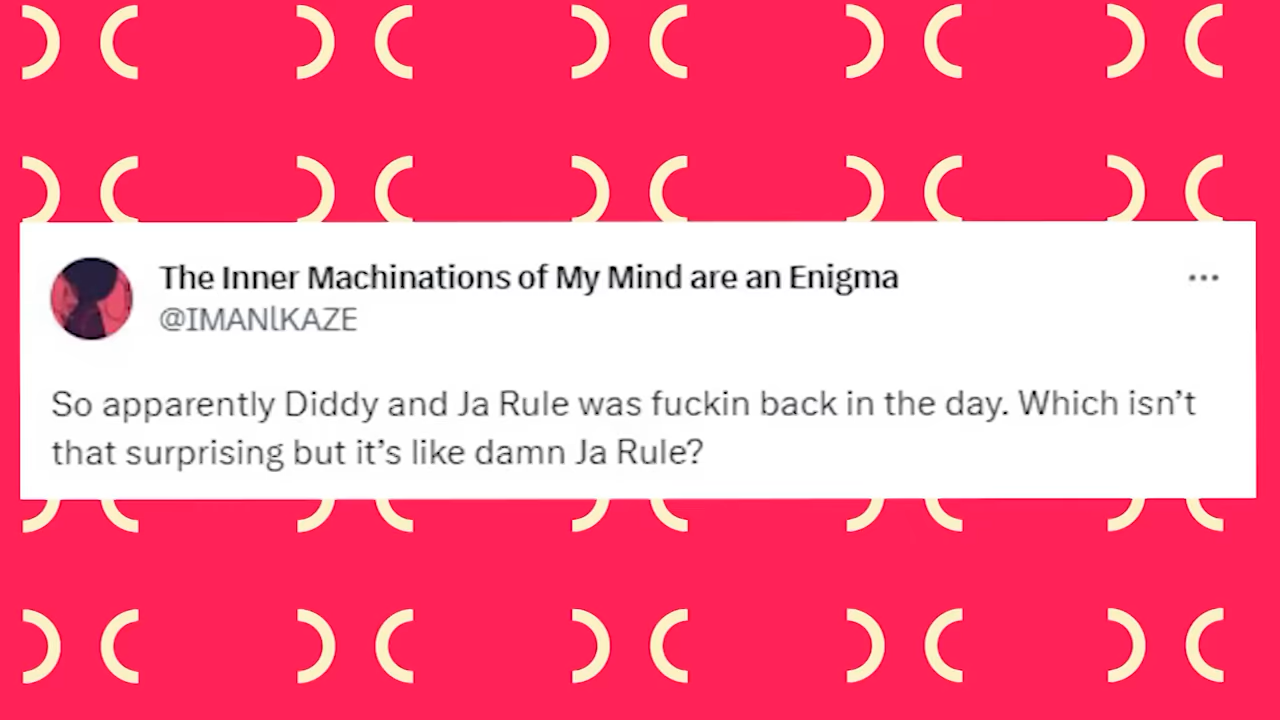 The Inner Machinations of My Mind are an Enigma
@IMANlKAZE
So apparently Diddy and Ja Rule was fuckin back in the day. Which isn’t
that surprising but it’s like damn Ja Rule?